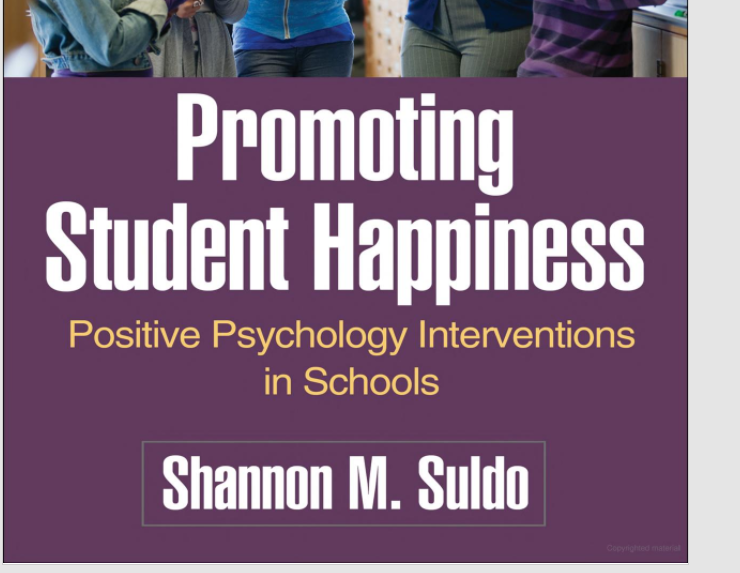 Promoting
Student Happiness
Positive Psychology Interventions
in Schools
Shannon M. Suldo
Copyrighted material